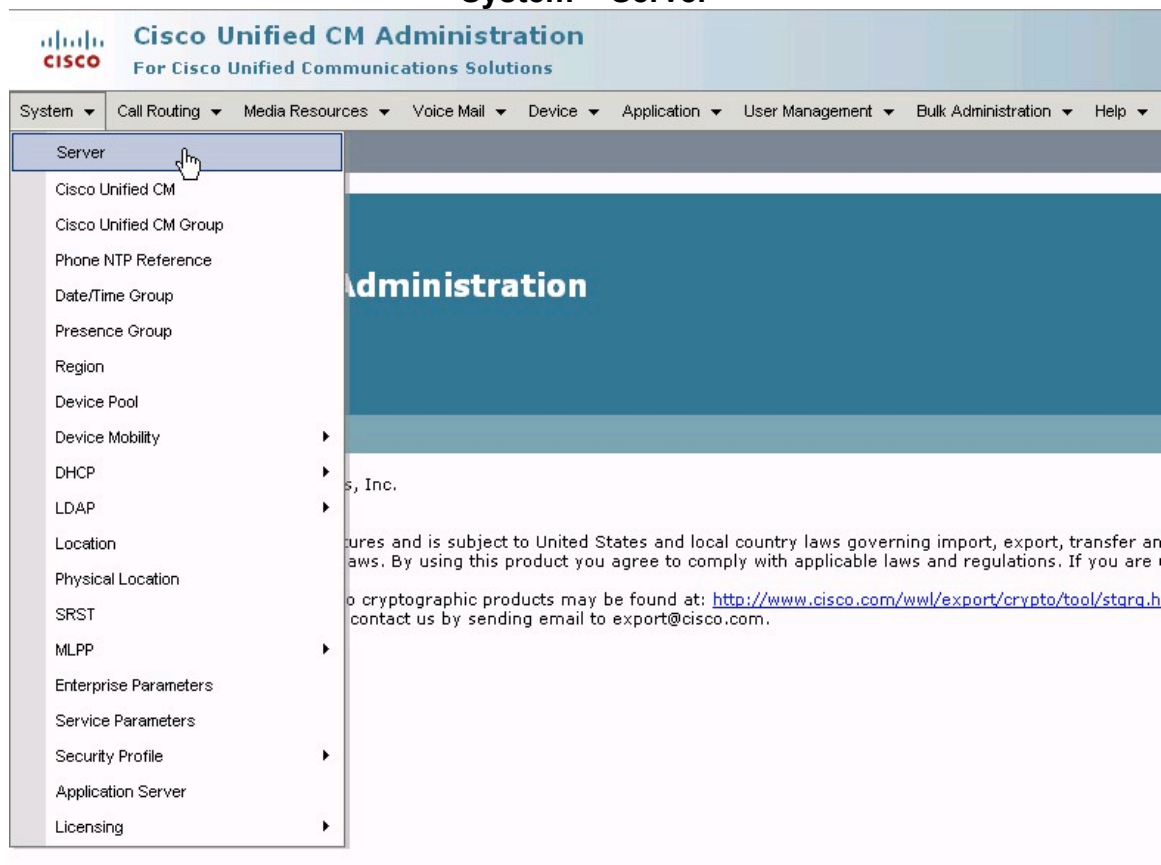 System – Server
CISCO
Cisco Unified CM Administration
For Cisco Unified Communications Solutions
System Call Routing Media Resources Voice Mail Device Application User Management Bulk Administration Help
Server
Cisco Unified CM
Cisco Unified CM Group
Phone NTP Reference
Date/Time Group
Presence Group
Region
Device Pool
Device Mobility
DHCP
LDAP
Location
Physical Location
SRST
MLPP
Enterprise Parameters
Service Parameters
Security Profile
Application Server
Licensing
Administration
s, Inc.
tures and is subject to United States and local country laws governing import, export, transfer an
aws. By using this product you agree to comply with applicable laws and regulations. If you are
o cryptographic products may be found at: http://www.cisco.com/wwl/export/crypto/tool/stqrg.h
contact us by sending email to export@cisco.com.